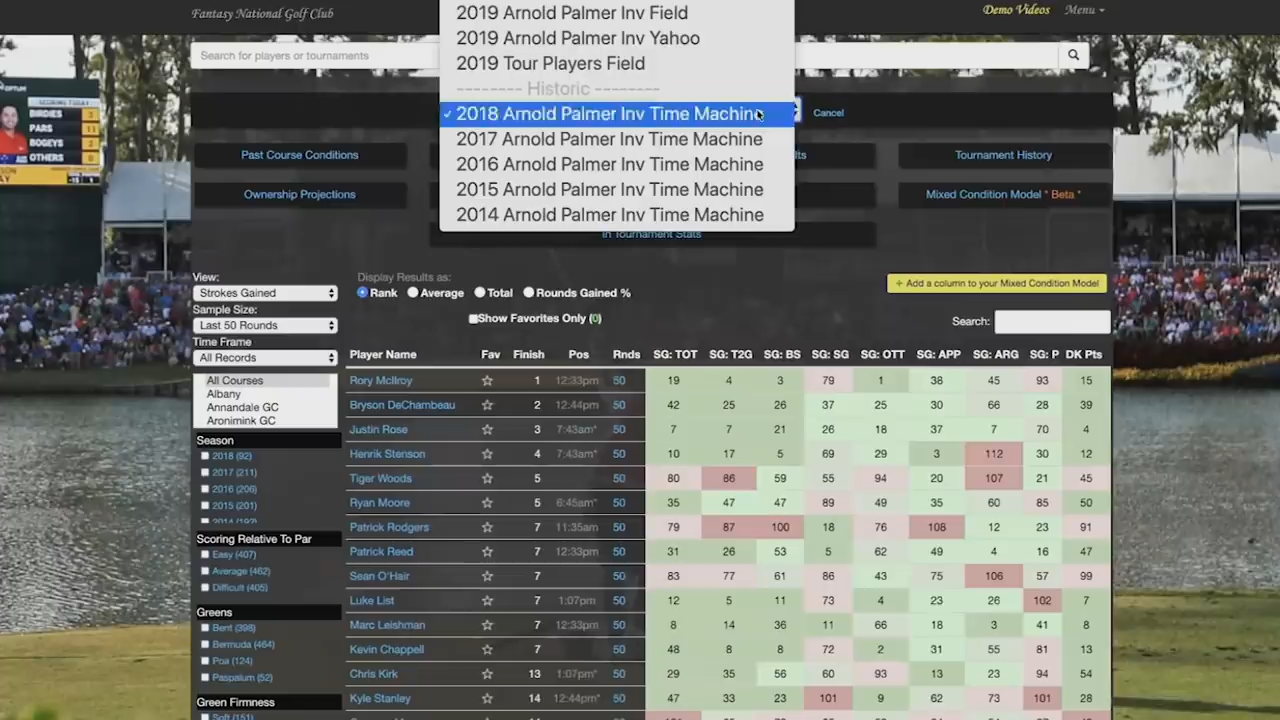 Fantasy National Golf Club
Demo Videos Menu
2019 Arnold Palmer Inv Field
2019 Arnold Palmer Inv Yahoo
2019 Tour Players Field
-------- Historic --------
✓ 2018 Arnold Palmer Inv Time Machine
2017 Arnold Palmer Inv Time Machine
2016 Arnold Palmer Inv Time Machine
2015 Arnold Palmer Inv Time Machine
2014 Arnold Palmer Inv Time Machine
Search for players or tournaments
Cancel
Past Course Conditions
Tournament History
Ownership Projections
Mixed Condition Model * Beta *
In Tournament Stats
SCORING TODAY
BIRDIES 3
PARS 11
BOGEYS 2
OTHERS 0
View:
Strokes Gained
Sample Size:
Last 50 Rounds
Time Frame
All Records
All Courses
Albany
Annandale GC
Aronimink GC
Season
2018 (92)
2017 (211)
2016 (206)
2015 (201)
2014 (192)
Scoring Relative To Par
Easy (407)
Average (462)
Difficult (405)
Greens
Bent (398)
Bermuda (464)
Poa (124)
Paspalum (52)
Green Firmness
Soft (151)
Display Results as:
Rank Average Total Rounds Gained %
Show Favorites Only (0)
+ Add a column to your Mixed Condition Model
Search:
Player Name Fav Finish Pos Rnds SG: TOT SG: T2G SG: BS SG: SG SG: OTT SG: APP SG: ARG SG: P DK Pts
Rory McIlroy 1 12:33pm 50 19 4 3 79 1 38 45 93 15
Bryson DeChambeau 2 12:44pm 50 42 25 26 37 25 30 66 28 39
Justin Rose 3 7:43am* 50 7 7 21 26 18 37 7 70 4
Henrik Stenson 4 7:43am* 50 10 17 5 69 29 3 112 30 12
Tiger Woods 5 50 80 86 59 55 94 20 107 21 45
Ryan Moore 5 6:45am* 50 35 47 47 89 49 35 60 85 50
Patrick Rodgers 7 11:35am 50 79 87 100 18 76 108 12 23 91
Patrick Reed 7 12:33pm 50 31 26 53 5 62 49 4 16 47
Sean O'Hair 7 50 83 77 61 86 43 75 106 57 99
Luke List 7 1:07pm 50 12 5 11 73 4 23 26 102 7
Marc Leishman 7 12:33pm 50 8 14 36 11 66 18 3 41 8
Kevin Chappell 7 50 48 8 8 72 2 31 55 81 13
Chris Kirk 13 1:07pm* 50 29 35 56 60 93 13 23 94 54
Kyle Stanley 14 12:44pm* 50 47 33 23 101 9 62 73 101 28